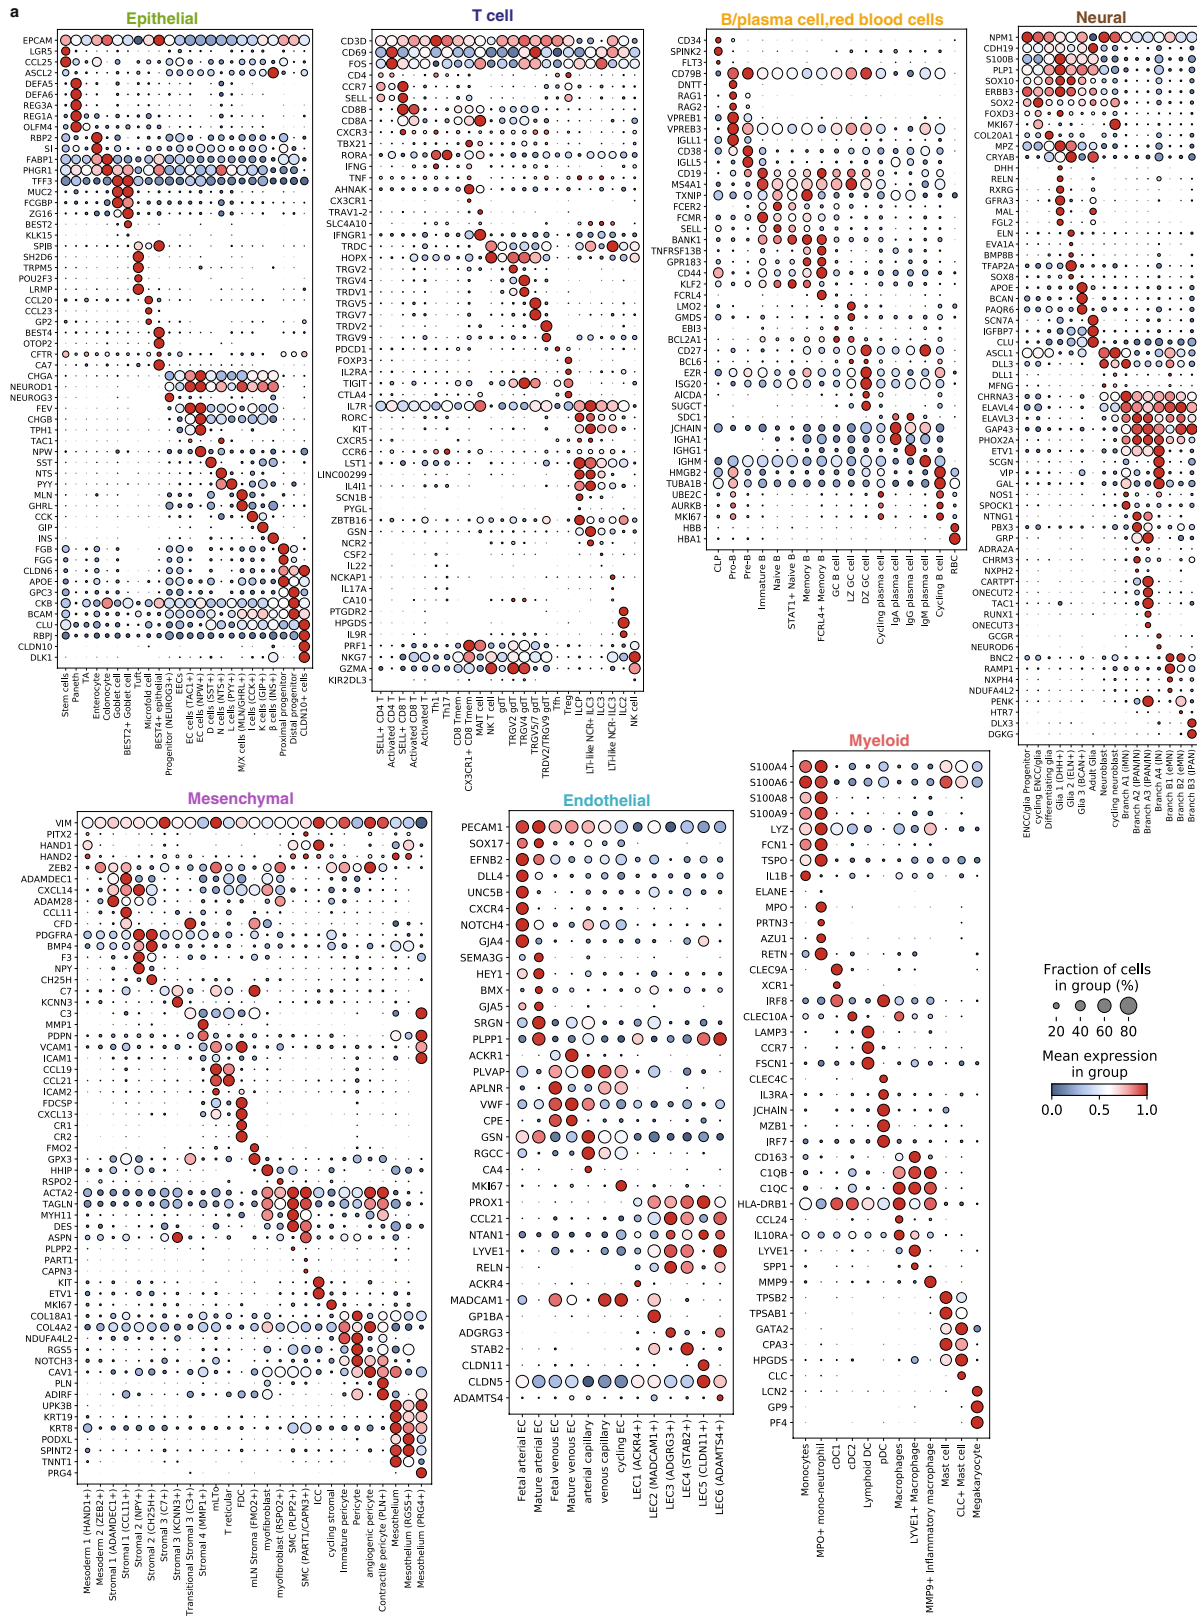 a
Epithelial
EPCAM
LGR5
CCL25
ASCL2
DEFA5
DEFA6
REG3A
REG1A
OLFM4
RBP2
SI
FABP1
PHGR1
TFF3
MUC2
FCGBP
ZG16
BEST2
KLK15
SPIB
SH2D6
TRPM5
POU2F3
LRMP
CCL20
CCL23
GP2
BEST4
OTOP2
CFTR
CA7
CHGA
NEUROD1
NEUROG3
FEV
CHGB
TPH1
TAC1
NPW
SST
NTS
PYY
MLN
GHRL
CCK
GIP
INS
FGB
FGG
CLDN6
APOE
GPC3
CKB
BCAM
CLU
RBPJ
CLDN10
DLK1
Stem cells
Paneth
TA
Enterocyte
Colonocyte
Goblet cell
BEST2+ Goblet cell
Tuft
Microfold cell
BEST4+ epithelial
Progenitor (NEUROG3+)
EECs
EC cells (TAC1+)
EC cells (NPW+)
D cells (SST+)
N cells (NTS+)
L cells (PYY+)
M/X cells (MLN/GHRL+)
I cells (CCK+)
K cells (GIP+)
β cells (INS+)
Proximal progenitor
Distal progenitor
CLDN10+ cells
T cell
CD3D
CD69
FOS
CD4
CCR7
SELL
CD8B
CD8A
CXCR3
TBX21
RORA
IFNG
TNF
AHNAK
CX3CR1
TRAV1-2
SLC4A10
IFNGR1
TRDC
HOPX
TRGV2
TRGV4
TRDV1
TRGV5
TRGV7
TRDV2
TRGV9
PDCD1
FOXP3
IL2RA
TIGIT
CTLA4
IL7R
RORC
KIT
CXCR5
CCR6
LST1
LINC00299
IL4I1
SCN1B
PYGL
ZBTB16
GSN
NCR2
CSF2
IL22
NCKAP1
IL17A
CA10
PTGDR2
HPGDS
IL9R
PRF1
NKG7
GZMA
KIR2DL3
SELL+ CD4 T
Activated CD4 T
SELL+ CD8 T
Activated CD8 T
Activated T
Th1
Th17
CD8 Tmem
CX3CR1+ CD8 Tmem
MAIT cell
NK T cell
gdT
TRGV2 gdT
TRGV4 gdT
TRGV5/7 gdT
TRDV2/TRGV9 gdT
Tfh
Treg
ILCP
LTi-like NCR+ ILC3
ILC3
LTi-like NCR- ILC3
ILC2
NK cell
B/plasma cell,red blood cells
CD34
SPINK2
FLT3
CD79B
DNTT
RAG1
RAG2
VPREB1
VPREB3
IGLL1
CD38
IGLL5
CD19
MS4A1
TXNIP
FCER2
FCMR
SELL
BANK1
TNFRSF13B
GPR183
CD44
KLF2
FCRL4
LMO2
GMDS
EBI3
BCL2A1
CD27
BCL6
EZR
ISG20
AICDA
SUGCT
SDC1
JCHAIN
IGHA1
IGHG1
IGHM
HMGB2
TUBA1B
UBE2C
AURKB
MKI67
HBB
HBA1
CLP
Pro-B
Pre-B
Immature B
Naive B
STAT1+ Naive B
Memory B
FCRL4+ Memory B
GC B cell
LZ GC cell
DZ GC cell
Cycling plasma cell
IgA plasma cell
IgG plasma cell
IgM plasma cell
Cycling B cell
RBC
Neural
NPM1
CDH19
S100B
PLP1
SOX10
ERBB3
SOX2
FOXD3
MKI67
COL20A1
MPZ
CRYAB
DHH
RELN
RXRG
GFRA3
MAL
FGL2
ELN
EVA1A
BMP8B
TFAP2A
SOX8
APOE
BCAN
PAQR6
SCN7A
IGFBP7
CLU
ASCL1
DLL3
DLL1
MFNG
CHRNA3
ELAVL4
ELAVL3
GAP43
PHOX2A
ETV1
SCGN
VIP
GAL
NOS1
SPOCK1
NTNG1
PBX3
GRP
ADRA2A
CHRM3
NXPH2
CARTPT
ONECUT2
TAC1
RUNX1
ONECUT3
GCGR
NEUROD6
BNC2
RAMP1
NXPH4
NDUFA4L2
PENK
HTR7
DLX3
DGKG
ENCC/glia Progenitor
cycling ENCC/glia
Differentiating glia
Glia 1 (DHH+)
Glia 2 (ELN+)
Glia 3 (BCAN+)
Adult Glia
Neuroblast
cycling neuroblast
Branch A1 (iMN)
Branch A2 (IPAN/IN)
Branch A3 (IPAN/IN)
Branch A4 (IN)
Branch B1 (eMN)
Branch B2 (eMN)
Branch B3 (IPAN)
Mesenchymal
VIM
PITX2
HAND1
HAND2
ZEB2
ADAMDEC1
CXCL14
ADAM28
CCL11
CFD
PDGFRA
BMP4
F3
NPY
CH25H
C7
KCNN3
C3
MMP1
PDPN
VCAM1
ICAM1
CCL19
CCL21
ICAM2
FDCSP
CXCL13
CR1
CR2
FMO2
GPX3
HHIP
RSPO2
ACTA2
TAGLN
MYH11
DES
ASPN
PLPP2
PART1
CAPN3
KIT
ETV1
MKI67
COL18A1
COL4A2
NDUFA4L2
RGS5
NOTCH3
CAV1
PLN
ADIRF
UPK3B
KRT19
KRT8
PODXL
SPINT2
TNNT1
PRG4
Mesoderm 1 (HAND1+)
Mesoderm 2 (ZEB2+)
Stromal 1 (ADAMDEC1+)
Stromal 1 (CCL11+)
Stromal 2 (NPY+)
Stromal 2 (CH25H+)
Stromal 3 (C7+)
Stromal 3 (KCNN3+)
Transitional Stromal 3 (C3+)
Stromal 4 (MMP1+)
mLTo
T reticular
FDC
mLN Stroma (FMO2+)
myofibroblast
myofibroblast (RSPO2+)
SMC (PLPP2+)
SMC (PART1/CAPN3+)
ICC
cycling stromal
Immature pericyte
Pericyte
angiogenic pericyte
Contractile pericyte (PLN+)
Mesothelium
Mesothelium (RGS5+)
Mesothelium (PRG4+)
Endothelial
PECAM1
SOX17
EFNB2
DLL4
UNC5B
CXCR4
NOTCH4
GJA4
SEMA3G
HEY1
BMX
GJA5
SRGN
PLPP1
ACKR1
PLVAP
APLNR
VWF
CPE
GSN
RGCC
CA4
MKI67
PROX1
CCL21
NTAN1
LYVE1
RELN
ACKR4
MADCAM1
GP1BA
ADGRG3
STAB2
CLDN11
CLDN5
ADAMTS4
Fetal arterial EC
Mature arterial EC
Fetal venous EC
Mature venous EC
arterial capillary
venous capillary
cycling EC
LEC1 (ACKR4+)
LEC2 (MADCAM1+)
LEC3 (ADGRG3+)
LEC4 (STAB2+)
LEC5 (CLDN11+)
LEC6 (ADAMTS4+)
Myeloid
S100A4
S100A6
S100A8
S100A9
LYZ
FCN1
TSPO
IL1B
ELANE
MPO
PRTN3
AZU1
RETN
CLEC9A
XCR1
IRF8
CLEC10A
LAMP3
CCR7
FSCN1
CLEC4C
IL3RA
JCHAIN
MZB1
IRF7
CD163
C1QB
C1QC
HLA-DRB1
CCL24
IL10RA
LYVE1
SPP1
MMP9
TPSB2
TPSAB1
GATA2
CPA3
HPGDS
CLC
LCN2
GP9
PF4
Monocytes
MPO+ mono-neutrophil
cDC1
cDC2
Lymphoid DC
pDC
Macrophages
LYVE1+ Macrophage
MMP9+ Inflammatory macrophage
Mast cell
CLC+ Mast cell
Megakaryocyte
Fraction of cells
in group (%)
20 40 60 80
Mean expression
in group
0.0 0.5 1.0